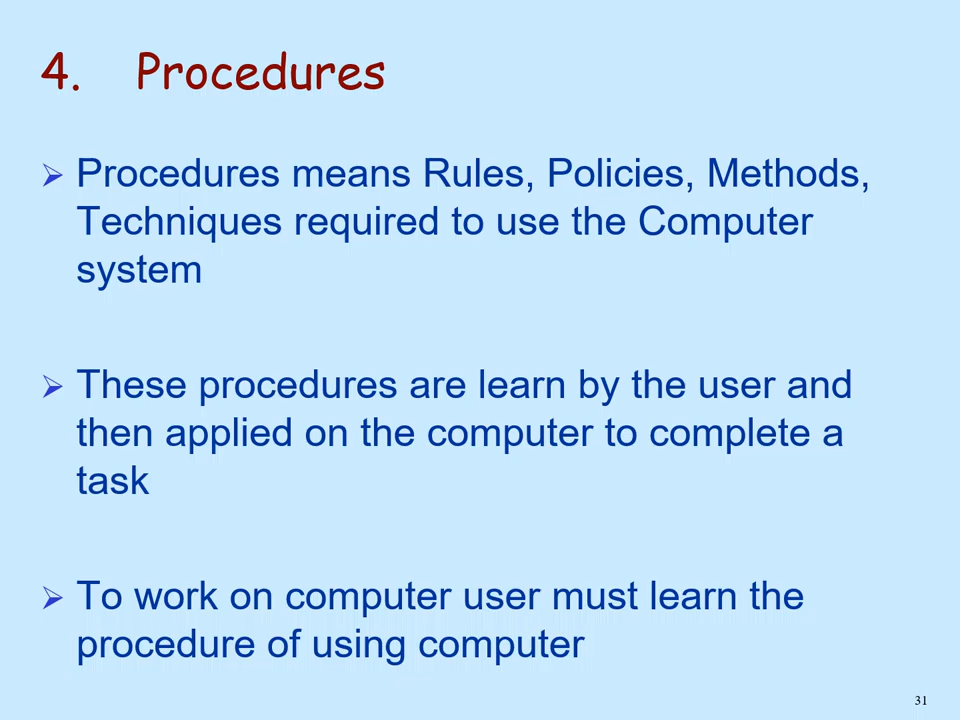 4. Procedures
Procedures means Rules, Policies, Methods,
Techniques required to use the Computer
system
These procedures are learn by the user and
then applied on the computer to complete a
task
To work on computer user must learn the
procedure of using computer
31